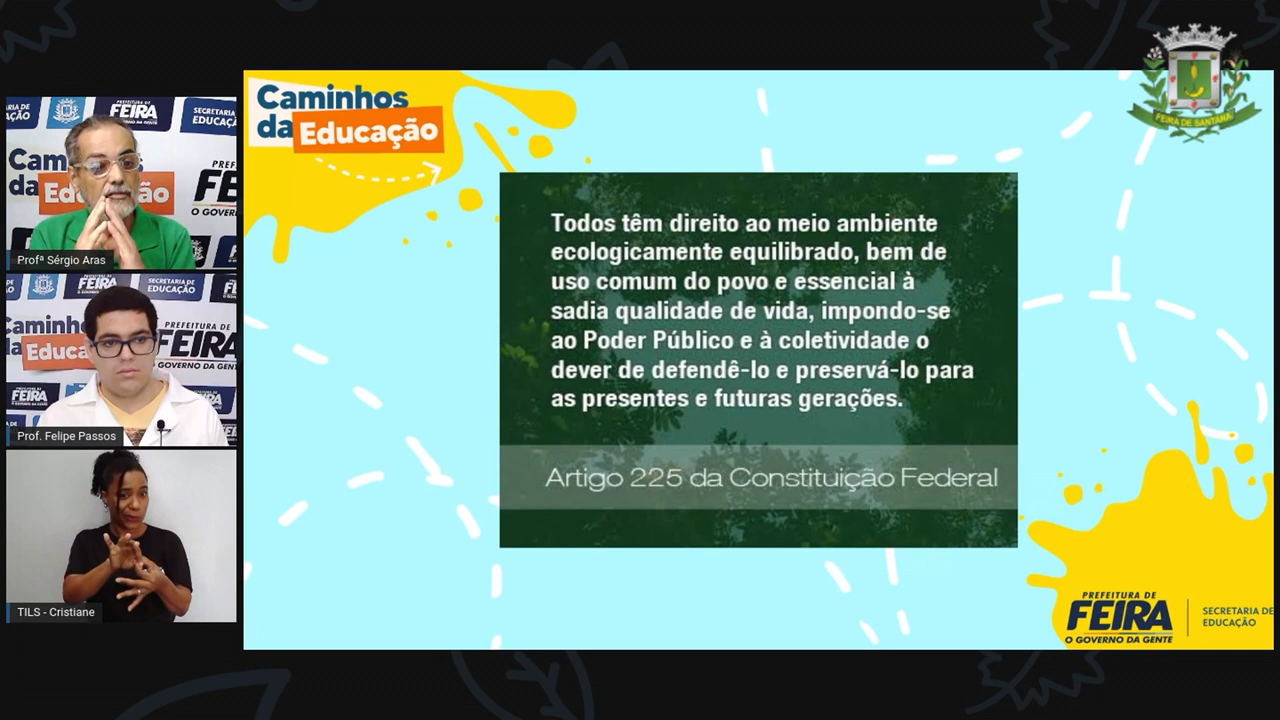 Caminhos
da Educação
FEIRA DE SANTANA
Todos têm direito ao meio ambiente
ecologicamente equilibrado, bem de
uso comum do povo e essencial à
sadia qualidade de vida, impondo-se
ao Poder Público e à coletividade o
dever de defendê-lo e preservá-lo para
as presentes e futuras gerações.
Artigo 225 da Constituição Federal
PREFEITURA DE
FEIRA
O GOVERNO DA GENTE
SECRETARIA DE
EDUCAÇÃO
Profª Sérgio Aras
Prof. Felipe Passos
TILS - Cristiane